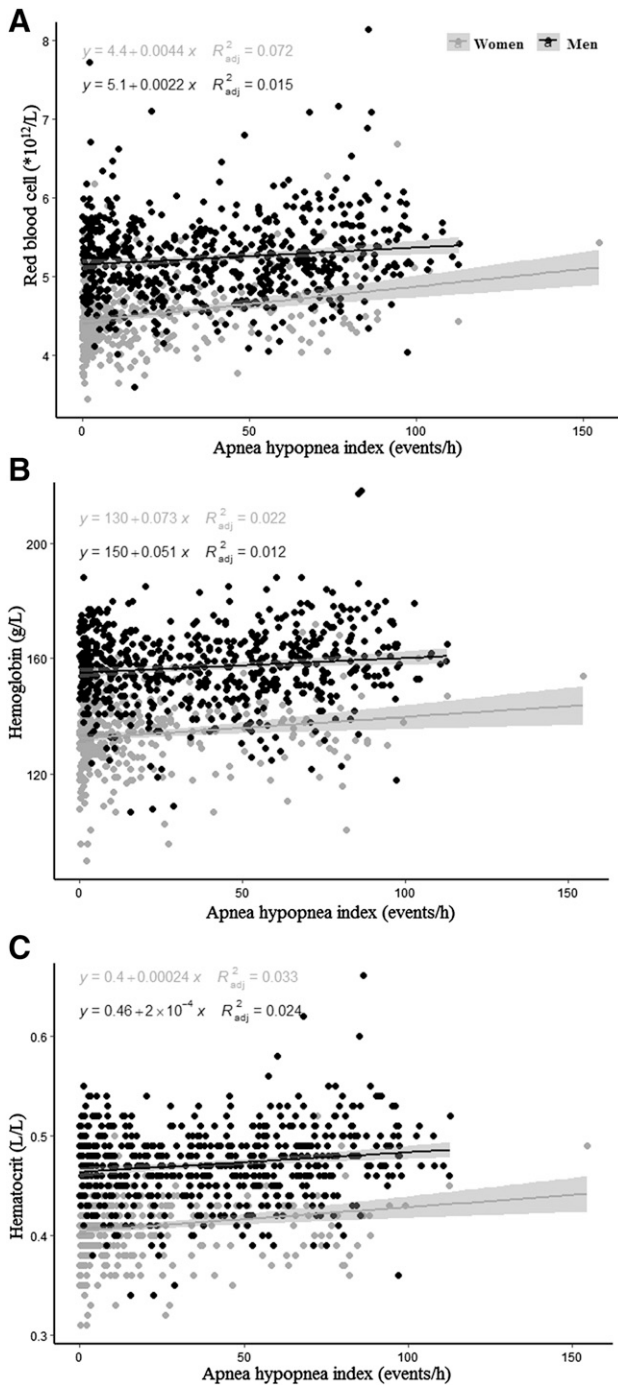 A
y = 4.4 + 0.0044 x R²adj = 0.072
y = 5.1 + 0.0022 x R²adj = 0.015
Women Men
8
7
6
5
4
Red blood cell (*10¹²/L)
0 50 100 150
Apnea hypopnea index (events/h)
B
y = 130 + 0.073 x R²adj = 0.022
y = 150 + 0.051 x R²adj = 0.012
200
160
120
Hemoglobin (g/L)
0 50 100 150
Apnea hypopnea index (events/h)
C
y = 0.4 + 0.00024 x R²adj = 0.033
y = 0.46 + 2 × 10⁻⁴ x R²adj = 0.024
0.6
0.5
0.4
0.3
Hematocrit (L/L)
0 50 100 150
Apnea hypopnea index (events/h)